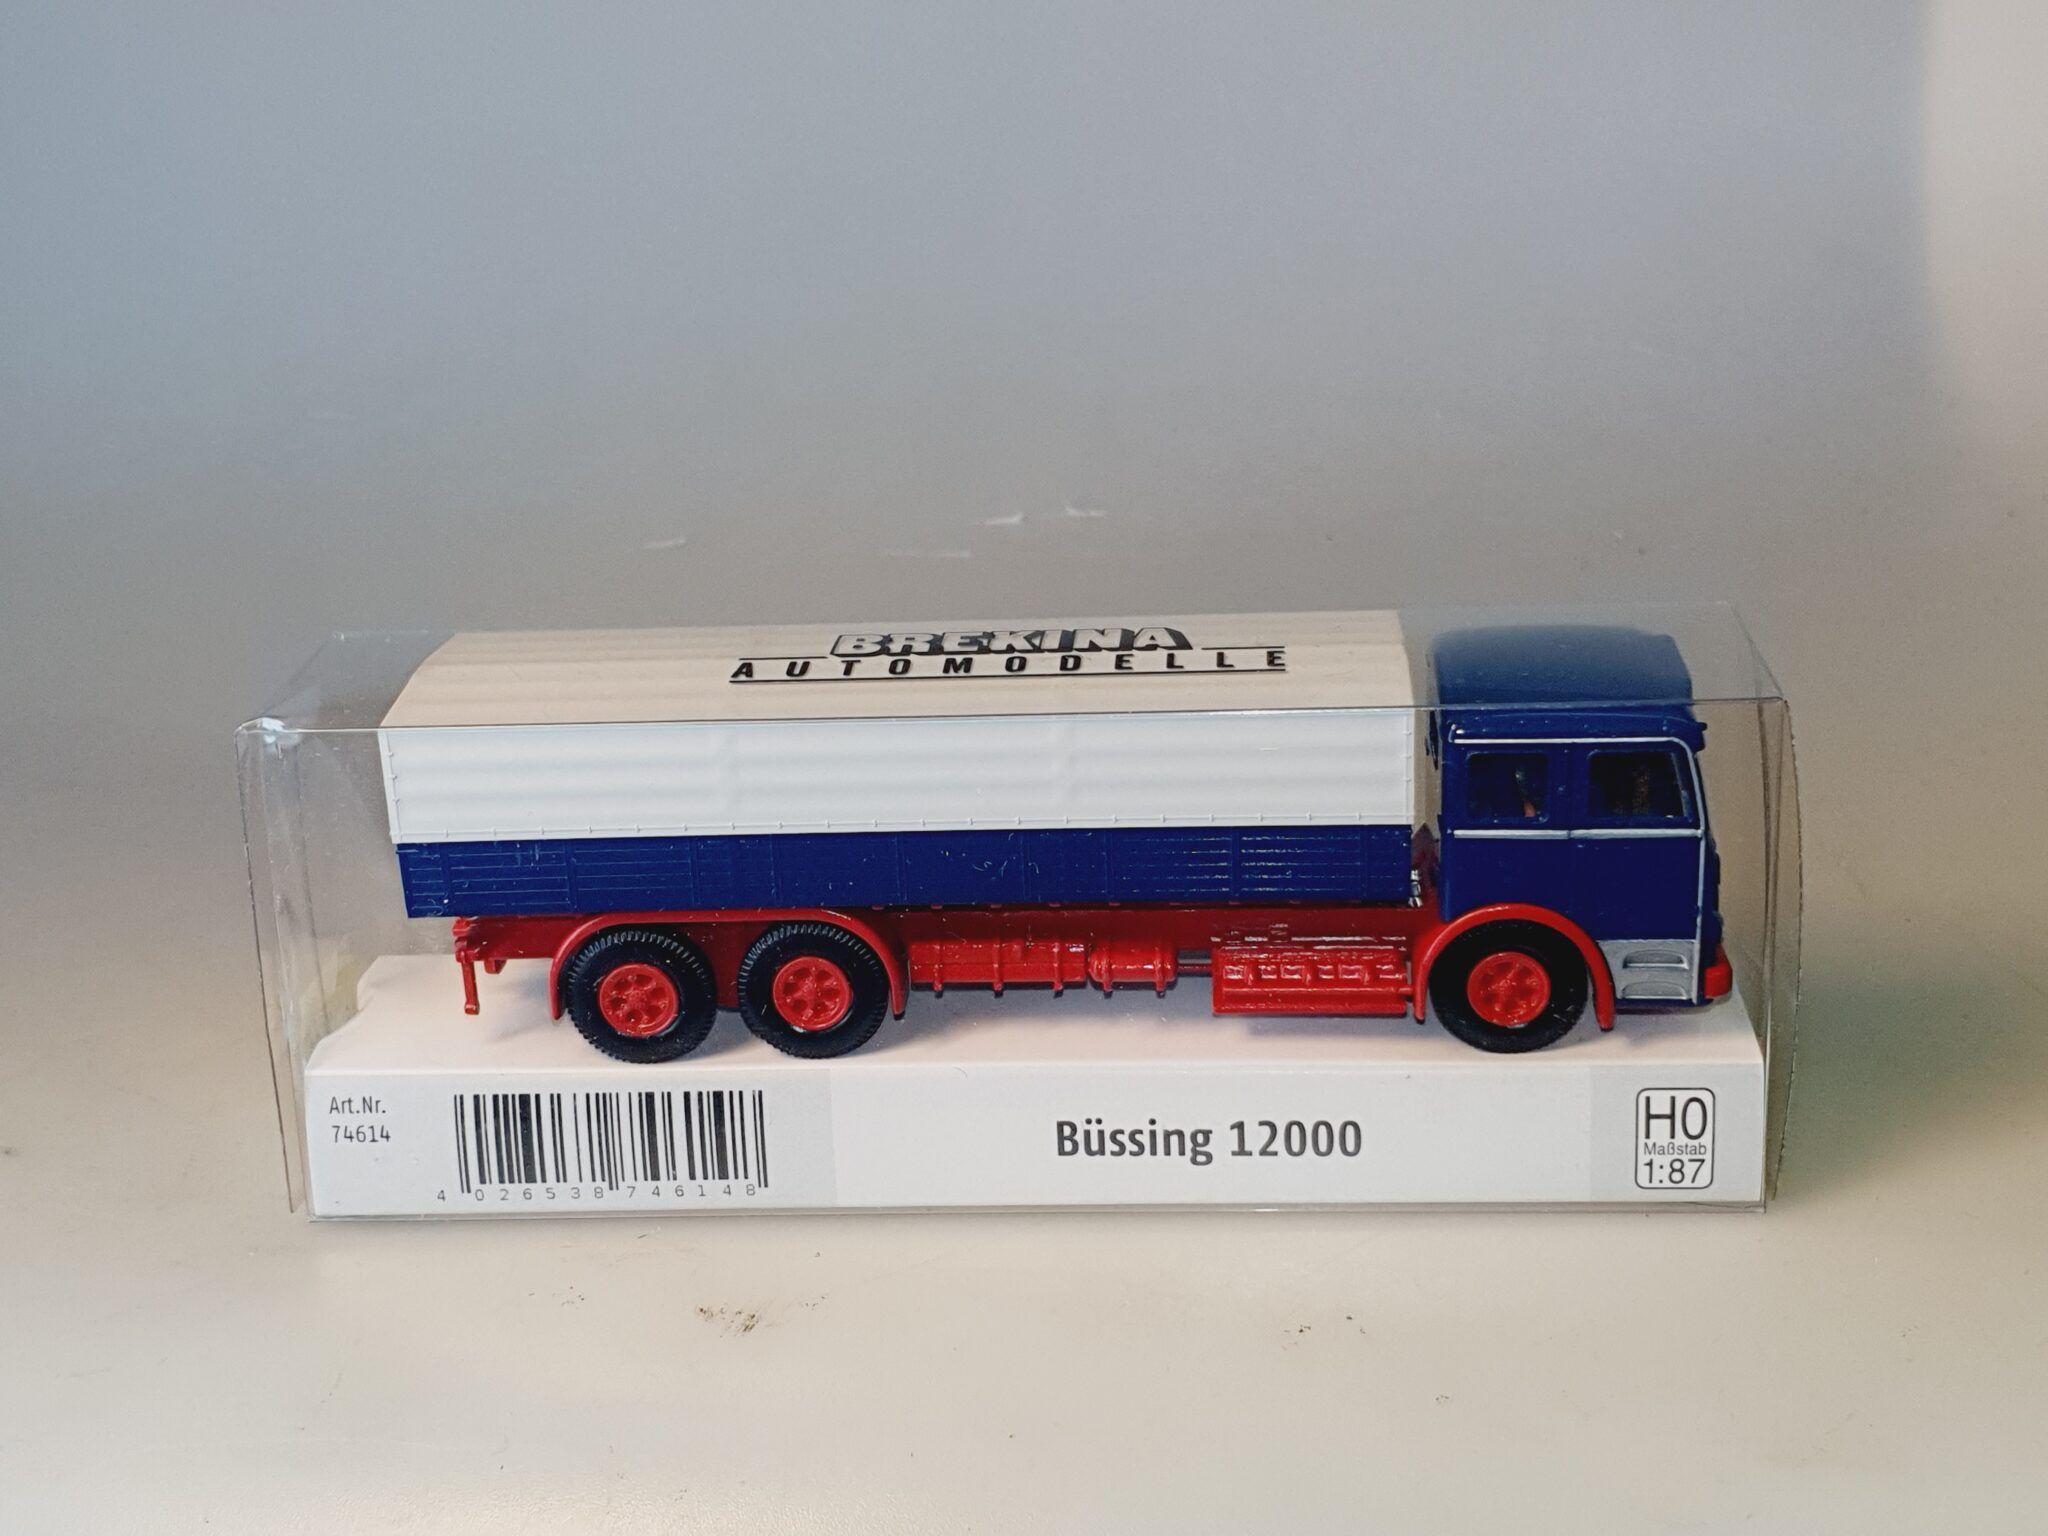 BREKINA
AUTOMODELLE
Art.Nr.
74614
4 026538 746148
Büssing 12000
H0
Maßstab
1:87